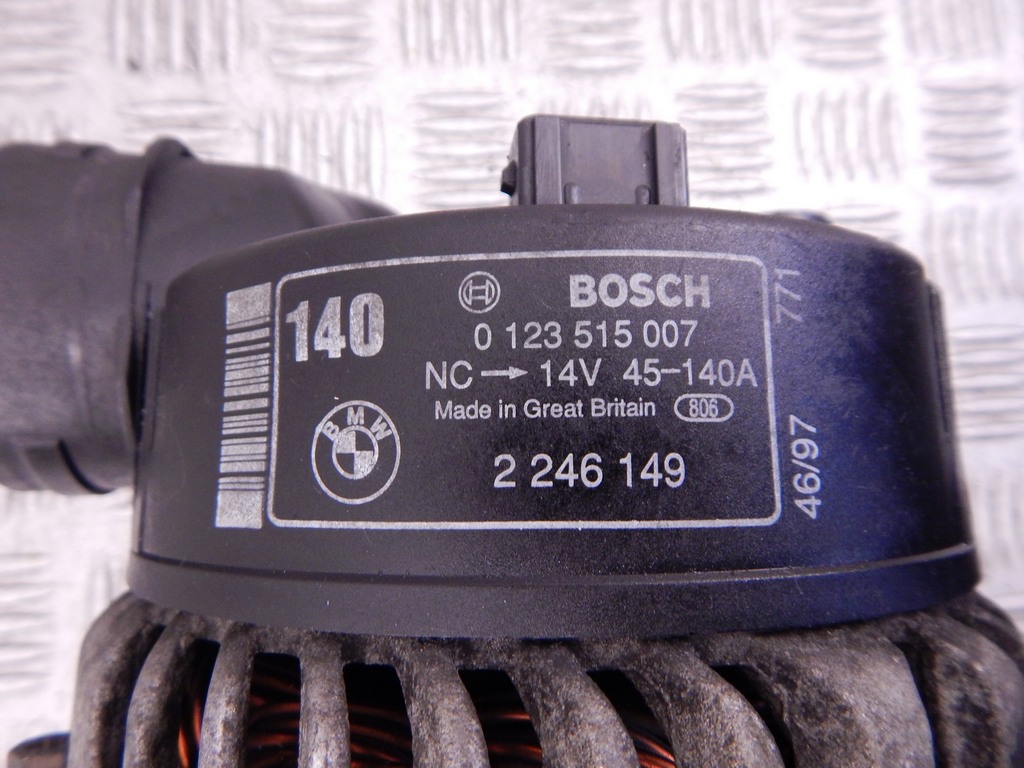 140
BOSCH
0 123 515 007
NC → 14V 45-140A
Made in Great Britain 806
BMW
2 246 149
771
46/97